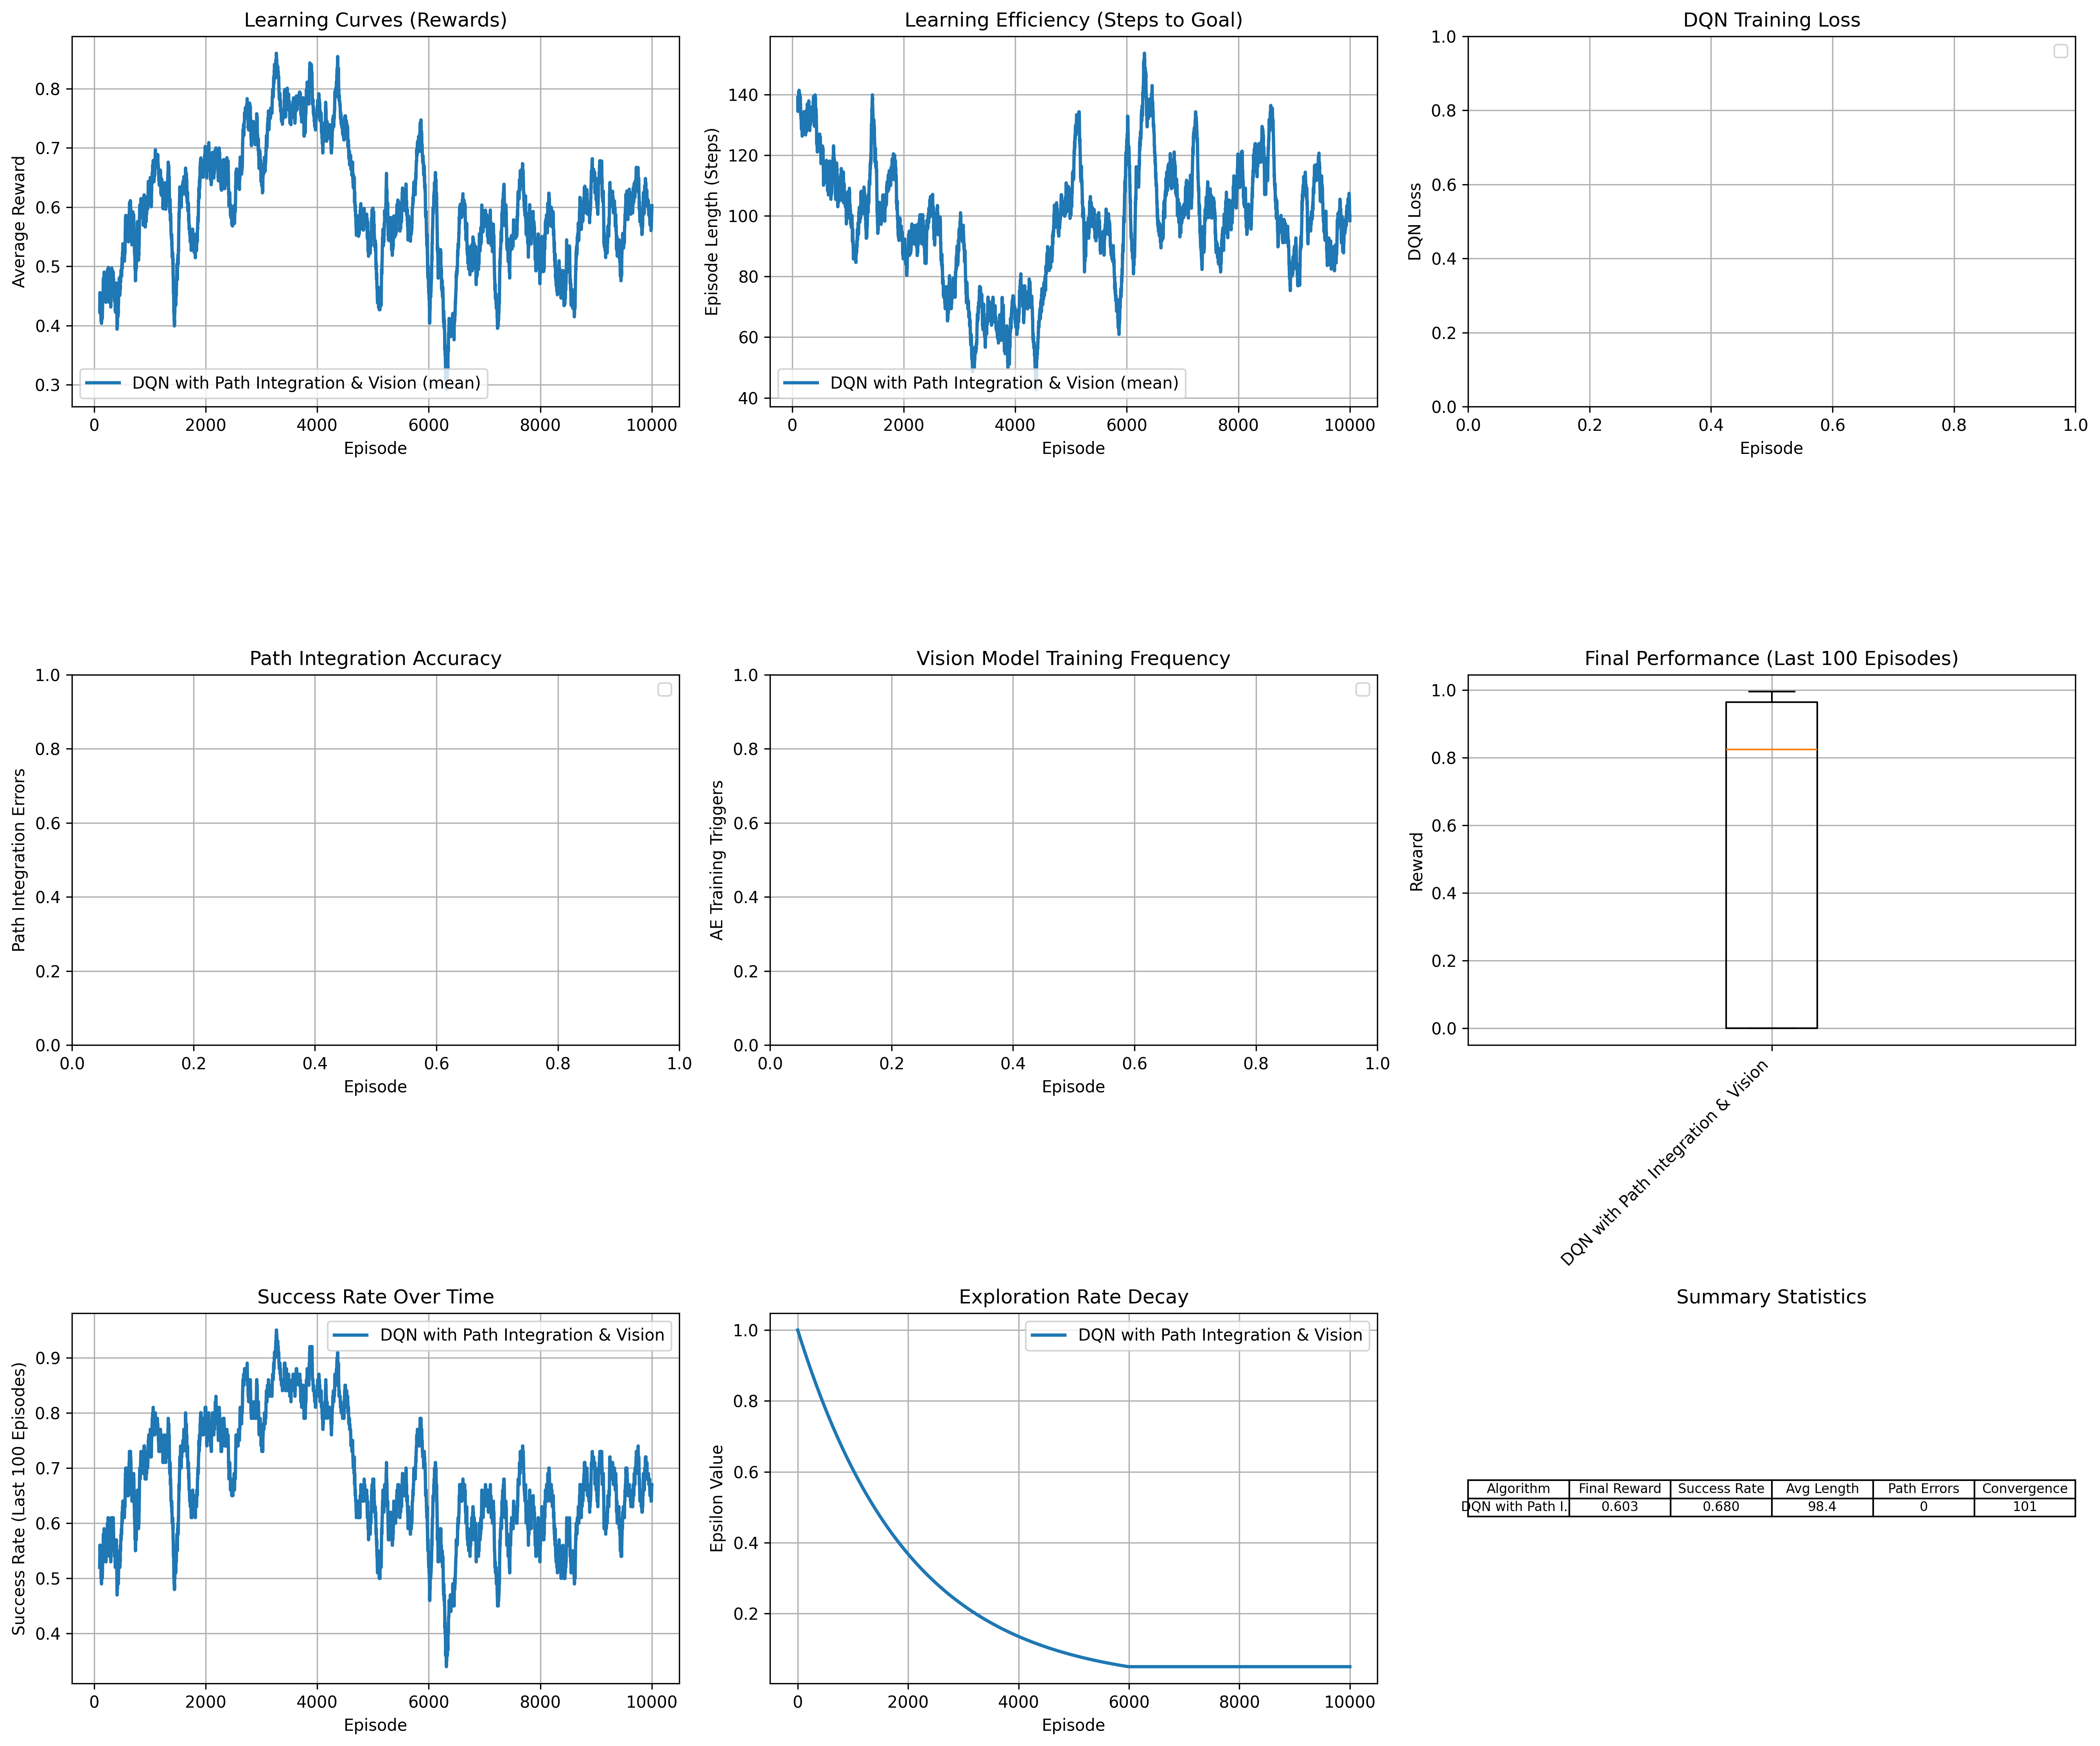 Learning Curves (Rewards)
Average Reward
0.8
0.7
0.6
0.5
0.4
0.3
DQN with Path Integration & Vision (mean)
0 2000 4000 6000 8000 10000
Episode
Learning Efficiency (Steps to Goal)
Episode Length (Steps)
140
120
100
80
60
40
DQN with Path Integration & Vision (mean)
0 2000 4000 6000 8000 10000
Episode
DQN Training Loss
DQN Loss
1.0
0.8
0.6
0.4
0.2
0.0
0.0 0.2 0.4 0.6 0.8 1.0
Episode
Path Integration Accuracy
Path Integration Errors
1.0
0.8
0.6
0.4
0.2
0.0
0.0 0.2 0.4 0.6 0.8 1.0
Episode
Vision Model Training Frequency
AE Training Triggers
1.0
0.8
0.6
0.4
0.2
0.0
0.0 0.2 0.4 0.6 0.8 1.0
Episode
Final Performance (Last 100 Episodes)
Reward
1.0
0.8
0.6
0.4
0.2
0.0
DQN with Path Integration & Vision
Success Rate Over Time
DQN with Path Integration & Vision
Success Rate (Last 100 Episodes)
0.9
0.8
0.7
0.6
0.5
0.4
0 2000 4000 6000 8000 10000
Episode
Exploration Rate Decay
DQN with Path Integration & Vision
Epsilon Value
1.0
0.8
0.6
0.4
0.2
0 2000 4000 6000 8000 10000
Episode
Summary Statistics
Algorithm Final Reward Success Rate Avg Length Path Errors Convergence
DQN with Path I. 0.603 0.680 98.4 0 101